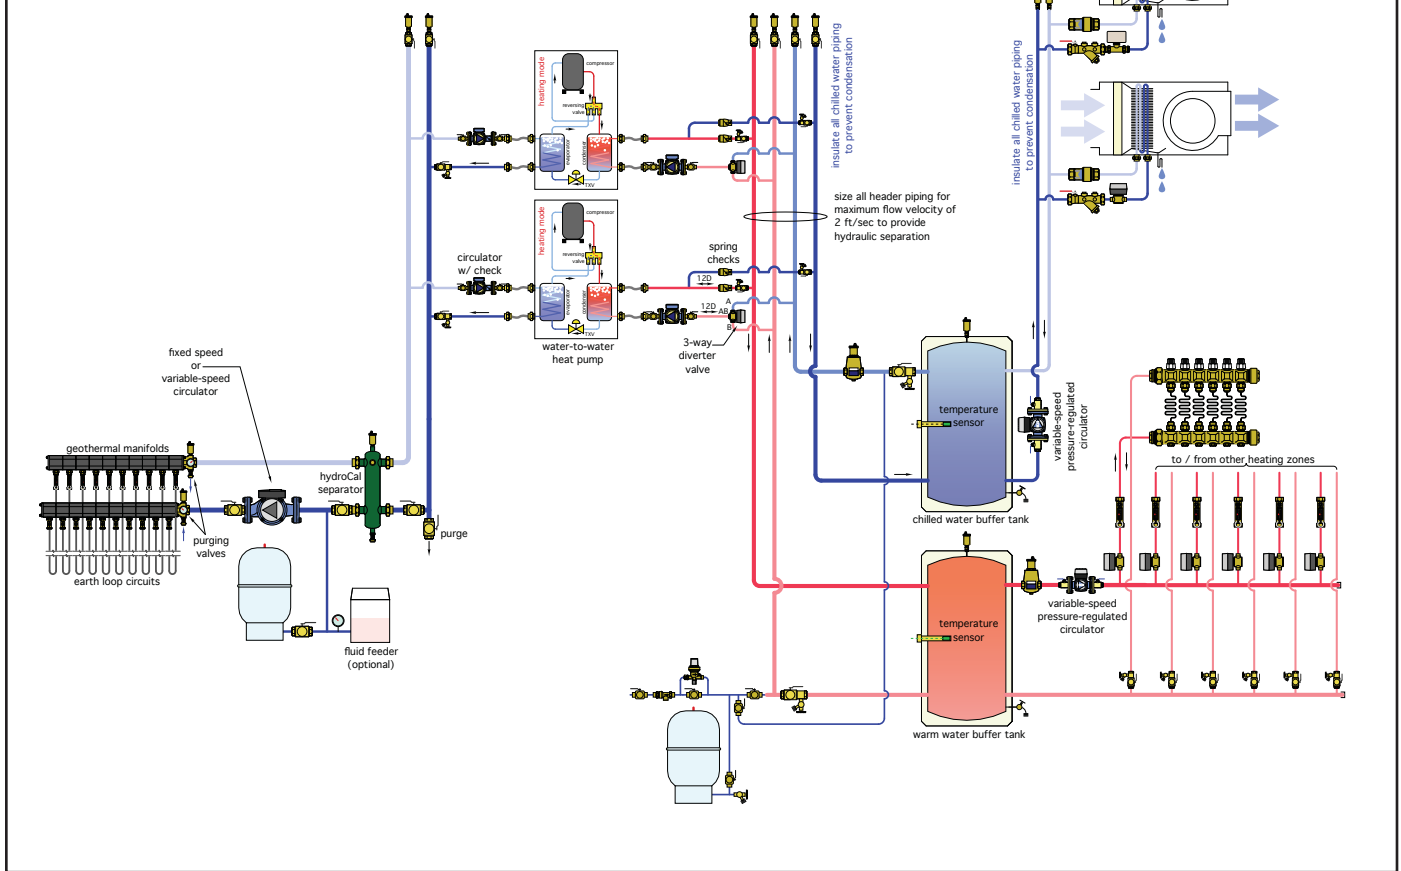 heating mode
compressor
reversing
valve
evaporator
condenser
TXV
insulate all chilled water piping
to prevent condensation
insulate all chilled water piping
to prevent condensation
size all header piping for
maximum flow velocity of
2 ft/sec to provide
hydraulic separation
heating mode
compressor
reversing
valve
evaporator
condenser
TXV
circulator
w/ check
spring
checks
12D
12D
A
AB
B
water-to-water
heat pump
3-way
diverter
valve
fixed speed
or
variable-speed
circulator
geothermal manifolds
hydroCal
separator
purge
purging
valves
earth loop circuits
fluid feeder
(optional)
temperature
sensor
variable-speed
pressure-regulated
circulator
chilled water buffer tank
to / from other heating zones
temperature
sensor
variable-speed
pressure-regulated
circulator
warm water buffer tank